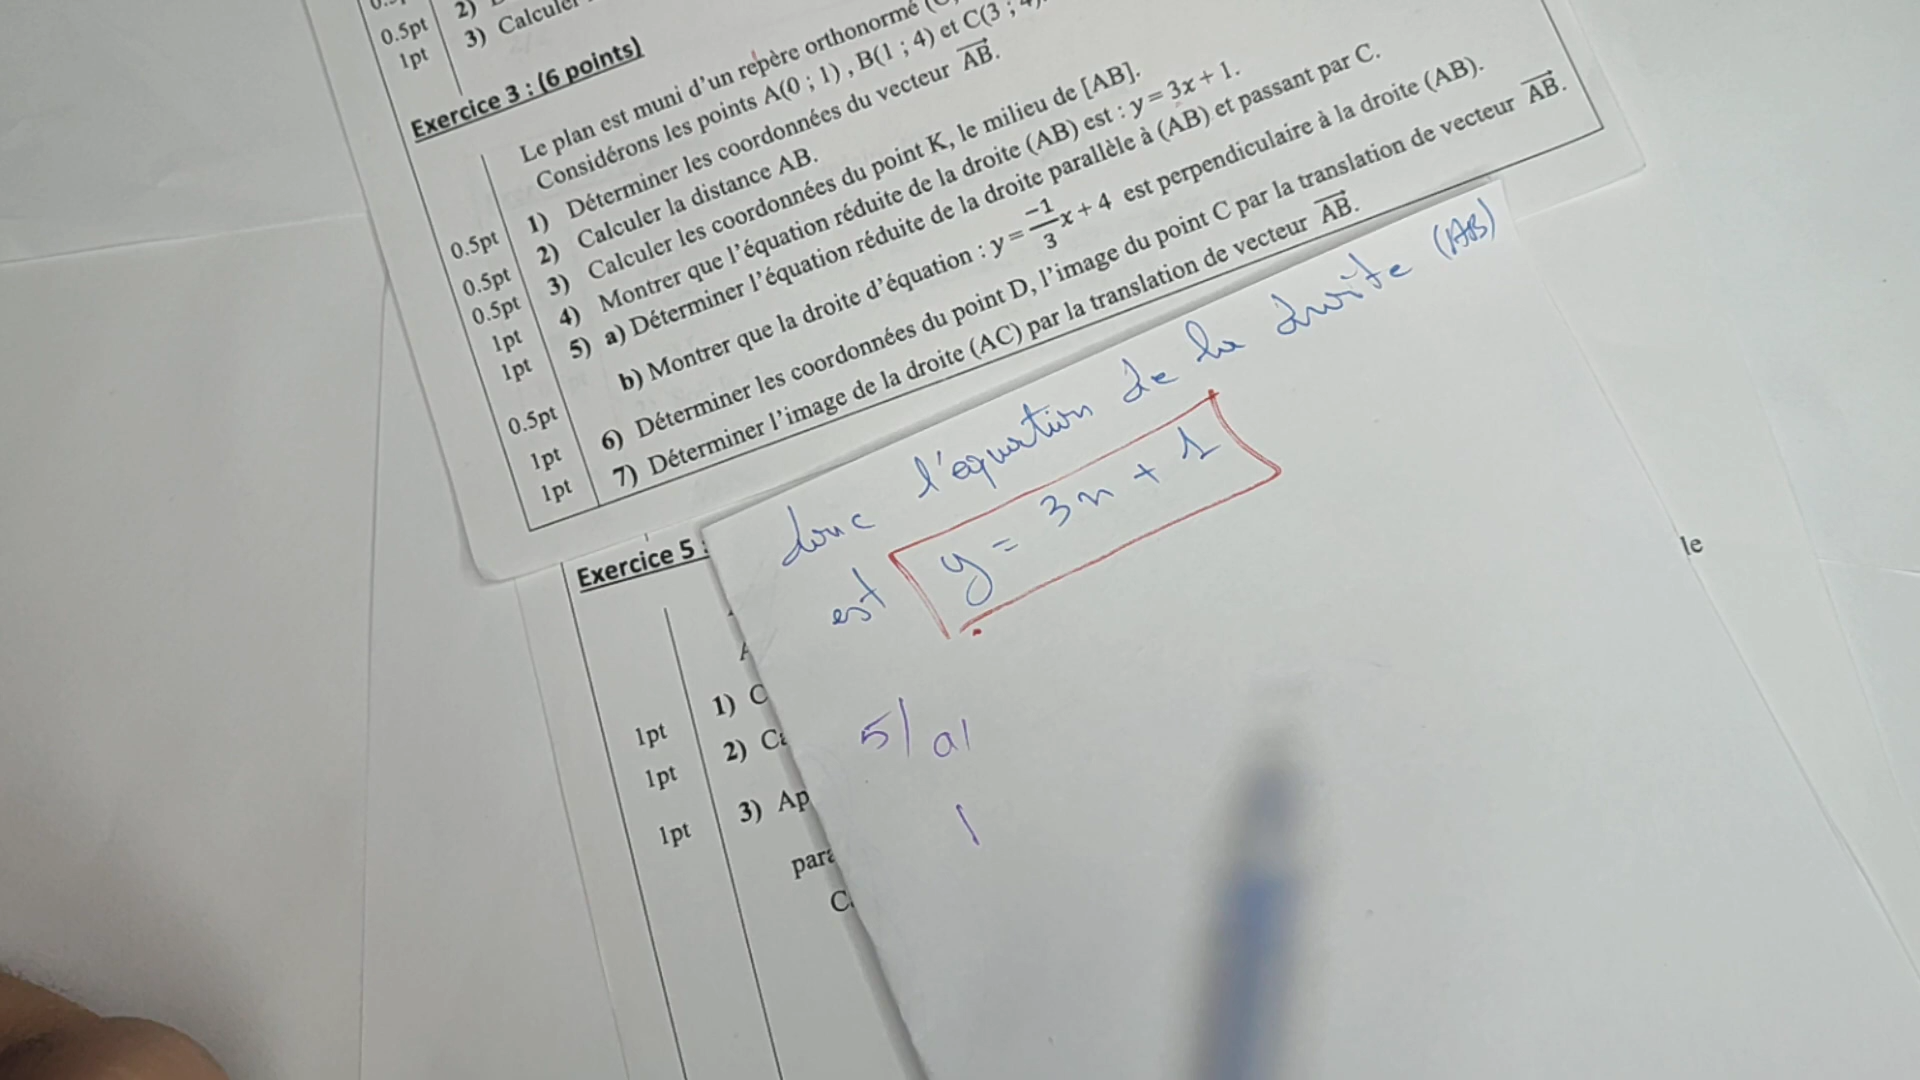 0.5pt 2)
1pt 3) Calculer
Exercice 3 : (6 points)
Le plan est muni d'un repère orthonormé
Considérons les points A(0 ; 1) , B(1 ; 4) et C(3 ; 4).
0.5pt 1) Déterminer les coordonnées du vecteur AB.
0.5pt 2) Calculer la distance AB.
0.5pt 3) Calculer les coordonnées du point K, le milieu de [AB].
1pt 4) Montrer que l'équation réduite de la droite (AB) est : y = 3x + 1.
1pt 5) a) Déterminer l'équation réduite de la droite parallèle à (AB) et passant par C.
0.5pt b) Montrer que la droite d'équation : y = -1/3 x + 4 est perpendiculaire à la droite (AB).
1pt 6) Déterminer les coordonnées du point D, l'image du point C par la translation de vecteur AB.
1pt 7) Déterminer l'image de la droite (AC) par la translation de vecteur AB.
donc l'équation de la droite (AB)
est y = 3x + 1
5/ a/
Exercice 5 :
le
1pt 1) C
1pt 2) Ca
1pt 3) Ap
para
C